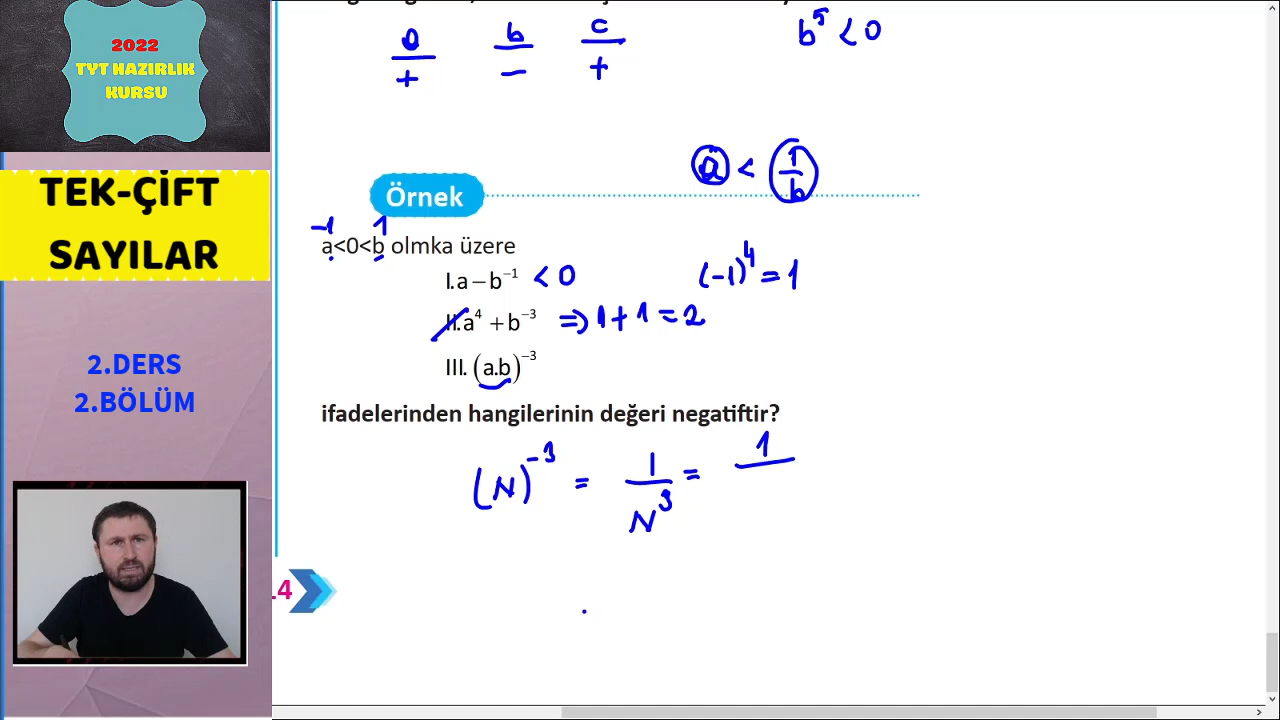 2022
TYT HAZIRLIK
KURSU
TEK-ÇİFT
SAYILAR
2.DERS
2.BÖLÜM
a b c
+ − +
b⁵ < 0
a < 1/b
Örnek
-1 1
a<0<b olmka üzere
I.a − b⁻¹ < 0
(-1)⁴ = 1
II.a⁴ + b⁻³ ⇒ 1 + 1 = 2
III. (a.b)⁻³
ifadelerinden hangilerinin değeri negatiftir?
(N)⁻³ = 1/N³ = 1/
14